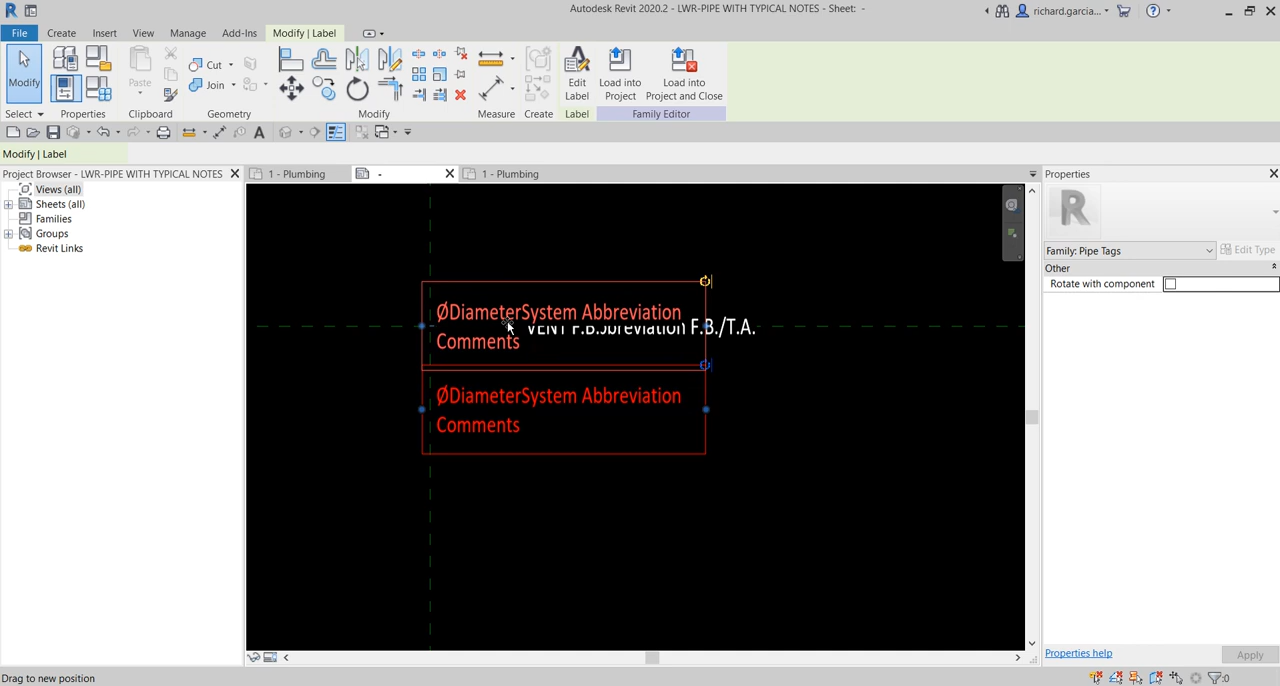 Autodesk Revit 2020.2 - LWR-PIPE WITH TYPICAL NOTES - Sheet: -
richard.garcia...
File Create Insert View Manage Add-Ins Modify | Label
Modify
Paste
Cut
Join
Edit Label
Load into Project
Load into Project and Close
Select Properties Clipboard Geometry Modify Measure Create Label Family Editor
Modify | Label
Project Browser - LWR-PIPE WITH TYPICAL NOTES
Views (all)
Sheets (all)
Families
Groups
Revit Links
1 - Plumbing
-
1 - Plumbing
ØDiameterSystem Abbreviation
Comments
VENT F.B. F.B./T.A.
ØDiameterSystem Abbreviation
Comments
Properties
Family: Pipe Tags
Edit Type
Other
Rotate with component
Properties help
Apply
Drag to new position
:0